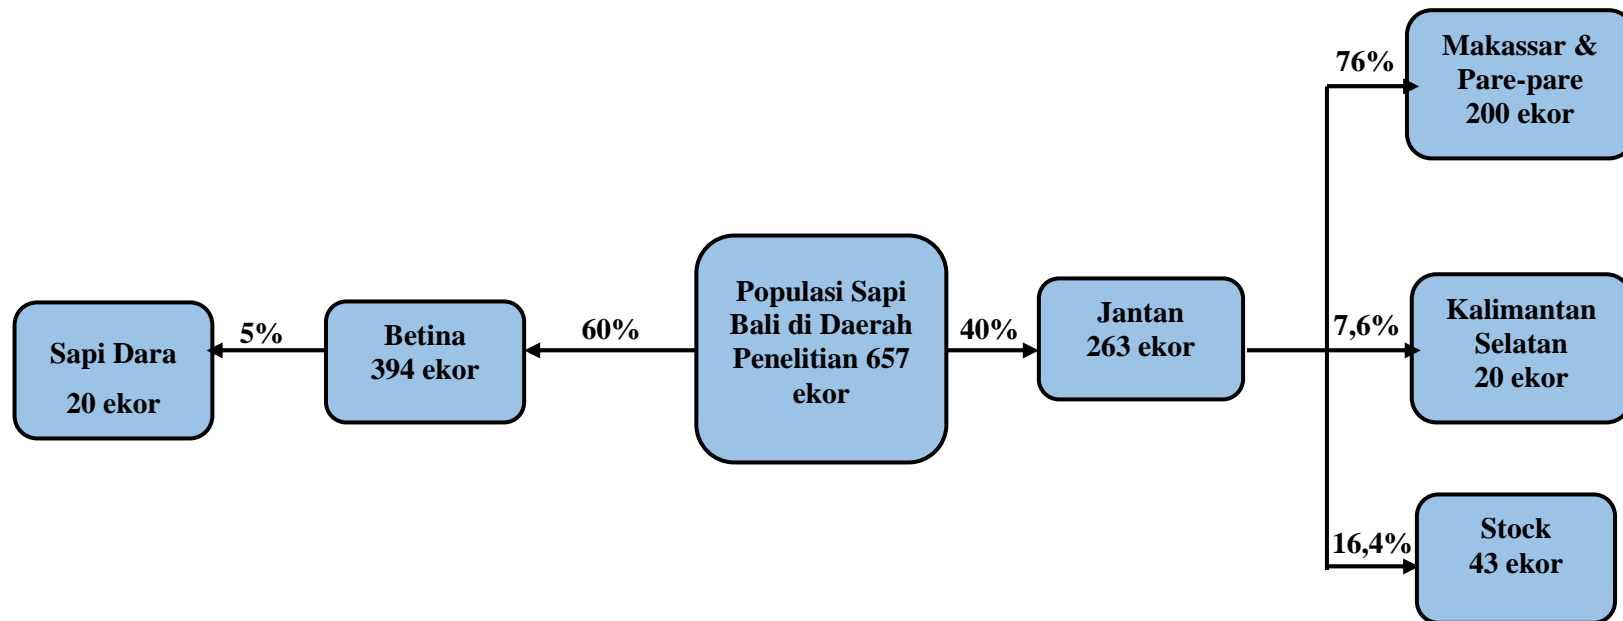 76%
Makassar &
Pare-pare
200 ekor
Sapi Dara
20 ekor
5%
Betina
394 ekor
60%
Populasi Sapi
Bali di Daerah
Penelitian 657
ekor
40%
Jantan
263 ekor
7,6%
Kalimantan
Selatan
20 ekor
16,4%
Stock
43 ekor